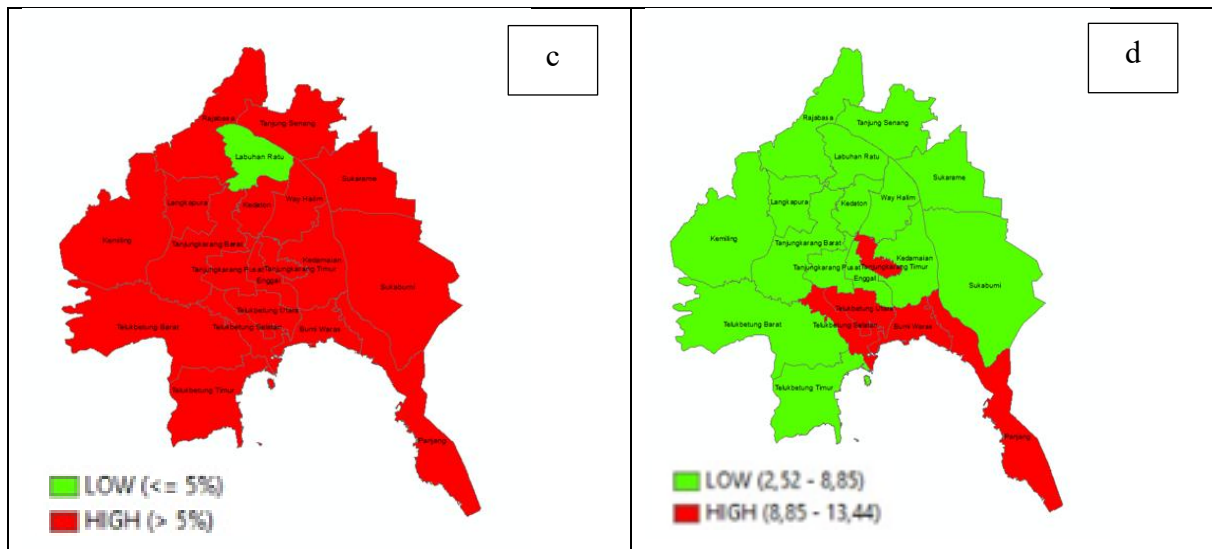 c
Rajabasa
Tanjung Senang
Labuhan Ratu
Sukarame
Langkapura
Kedaton
Way Halim
Kemiling
Tanjungkarang Barat
Kedamaian
Tanjungkarang Pusat
Tanjungkarang Timur
Enggal
Sukabumi
Telukbetung Utara
Telukbetung Barat
Telukbetung Selatan
Bumi Waras
Telukbetung Timur
Panjang
LOW (<= 5%)
HIGH (> 5%)
d
Rajabasa
Tanjung Senang
Labuhan Ratu
Sukarame
Langkapura
Kedaton
Way Halim
Kemiling
Tanjungkarang Barat
Kedamaian
Tanjungkarang Pusat
Tanjungkarang Timur
Enggal
Sukabumi
Telukbetung Utara
Telukbetung Barat
Telukbetung Selatan
Bumi Waras
Telukbetung Timur
Panjang
LOW (2,52 - 8,85)
HIGH (8,85 - 13,44)